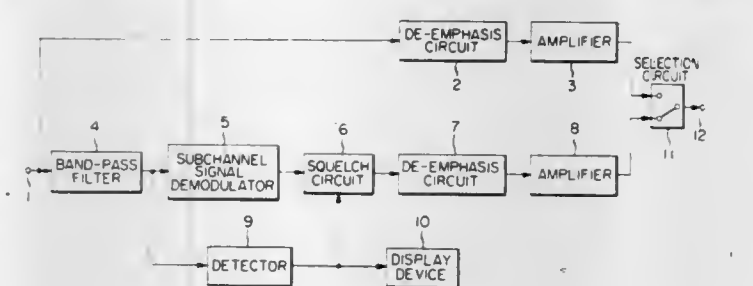 DE-EMPHASIS
CIRCUIT
2
AMPLIFIER
3
SELECTION
CIRCUIT
11
12
4
BAND-PASS
FILTER
1
5
SUBCHANNEL
SIGNAL
DEMODULATOR
6
SQUELCH
CIRCUIT
7
DE-EMPHASIS
CIRCUIT
8
AMPLIFIER
9
DETECTOR
10
DISPLAY
DEVICE